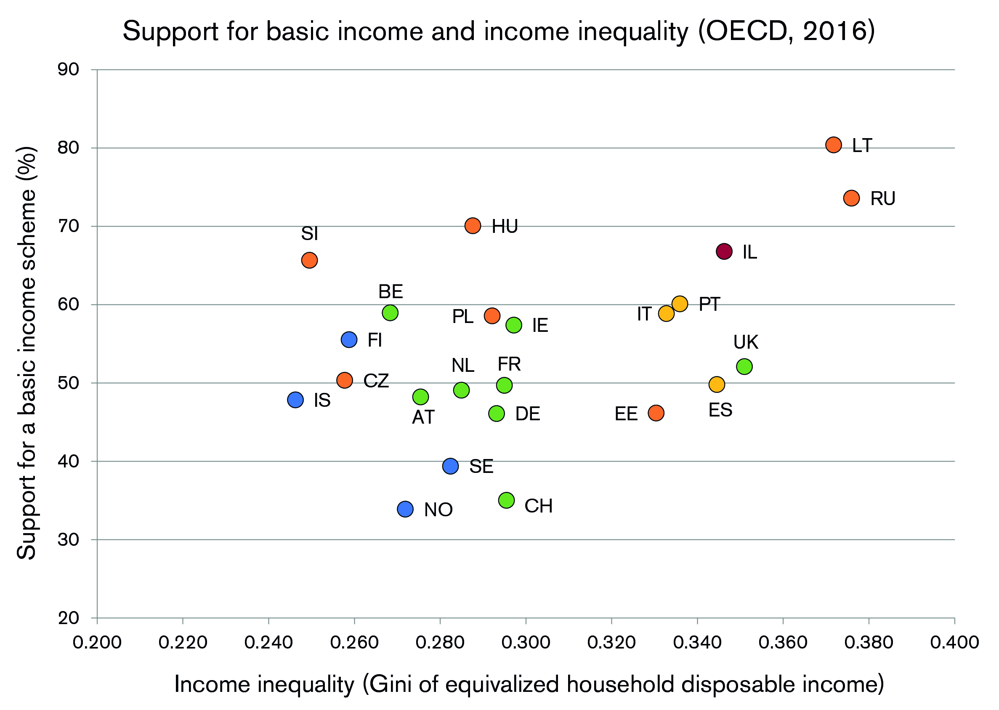 Support for basic income and income inequality (OECD, 2016)
Support for a basic income scheme (%)
90
80
70
60
50
40
30
20
LT
RU
HU
SI
IL
BE
PT
IT
PL
IE
UK
FI
NL
FR
CZ
IS
AT
DE
EE
ES
SE
CH
NO
0.200 0.220 0.240 0.260 0.280 0.300 0.320 0.340 0.360 0.380 0.400
Income inequality (Gini of equivalized household disposable income)